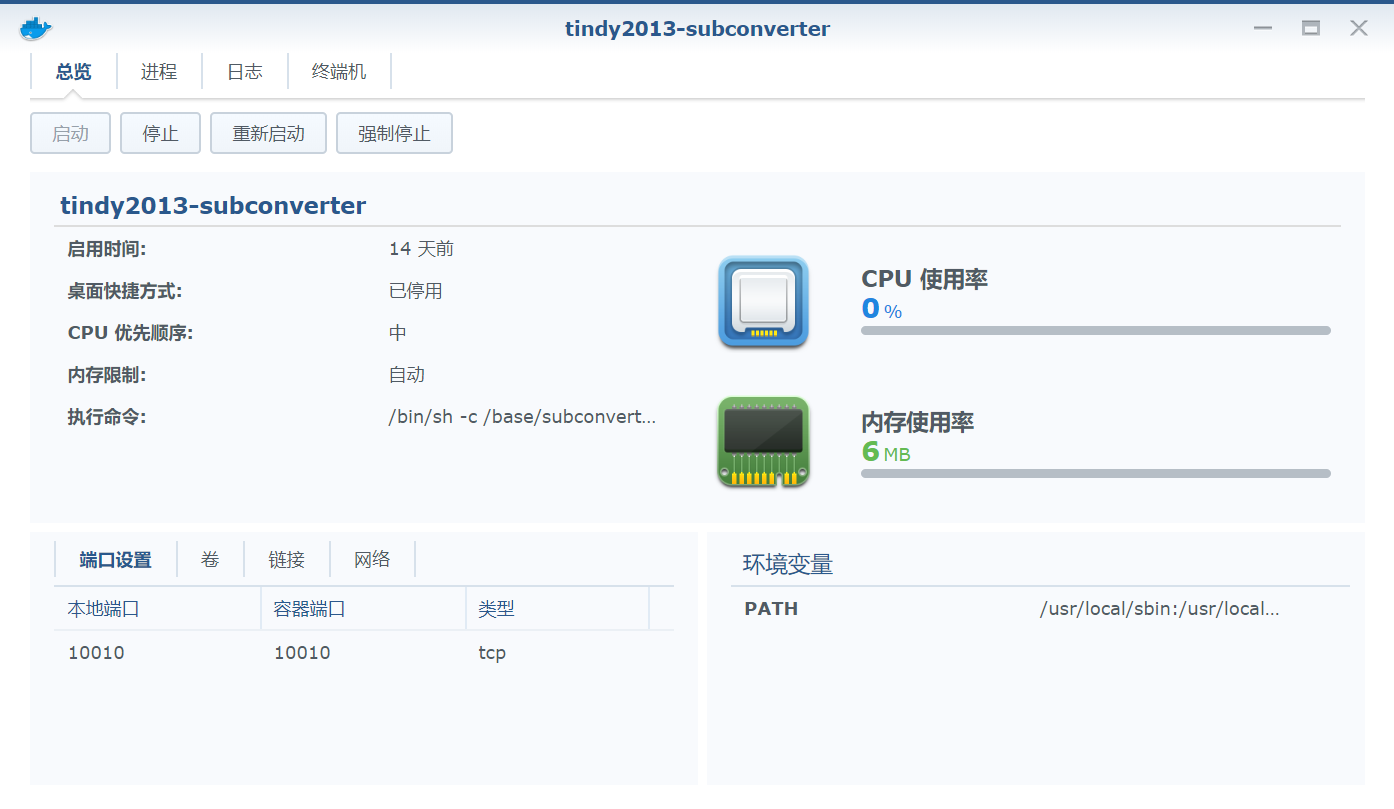 tindy2013-subconverter
总览 进程 日志 终端机
启动 停止 重新启动 强制停止
tindy2013-subconverter
启用时间: 14 天前
桌面快捷方式: 已停用
CPU 优先顺序: 中
内存限制: 自动
执行命令: /bin/sh -c /base/subconvert...
CPU 使用率
0 %
内存使用率
6 MB
端口设置 卷 链接 网络
本地端口 容器端口 类型
10010 10010 tcp
环境变量
PATH /usr/local/sbin:/usr/local...